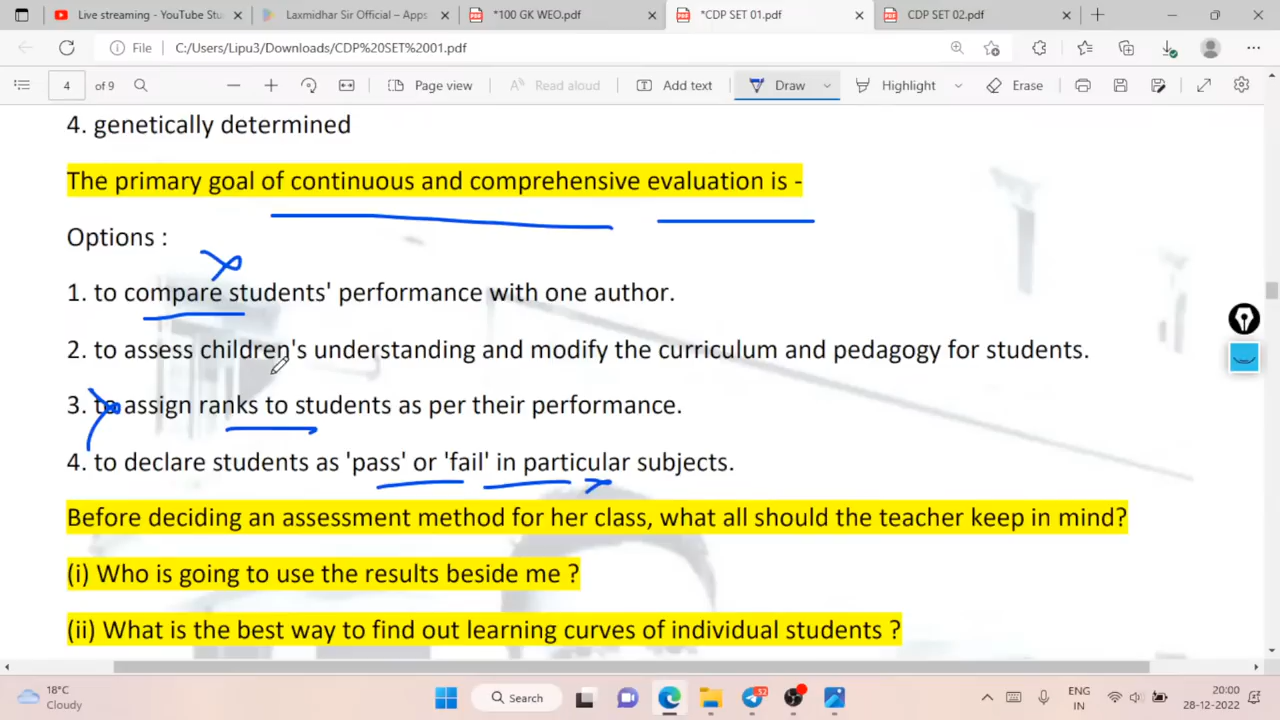 Live streaming - YouTube Stu
Laxmidhar Sir Official – Apps
*100 GK WEO.pdf
*CDP SET 01.pdf
CDP SET 02.pdf
File
C:/Users/Lipu3/Downloads/CDP%20SET%2001.pdf
4 of 9
Page view
Read aloud
Add text
Draw
Highlight
Erase
4. genetically determined
The primary goal of continuous and comprehensive evaluation is -
Options :
1. to compare students' performance with one author.
2. to assess children's understanding and modify the curriculum and pedagogy for students.
3. to assign ranks to students as per their performance.
4. to declare students as 'pass' or 'fail' in particular subjects.
Before deciding an assessment method for her class, what all should the teacher keep in mind?
(i) Who is going to use the results beside me ?
(ii) What is the best way to find out learning curves of individual students ?
18°C
Cloudy
Search
ENG
IN
20:00
28-12-2022